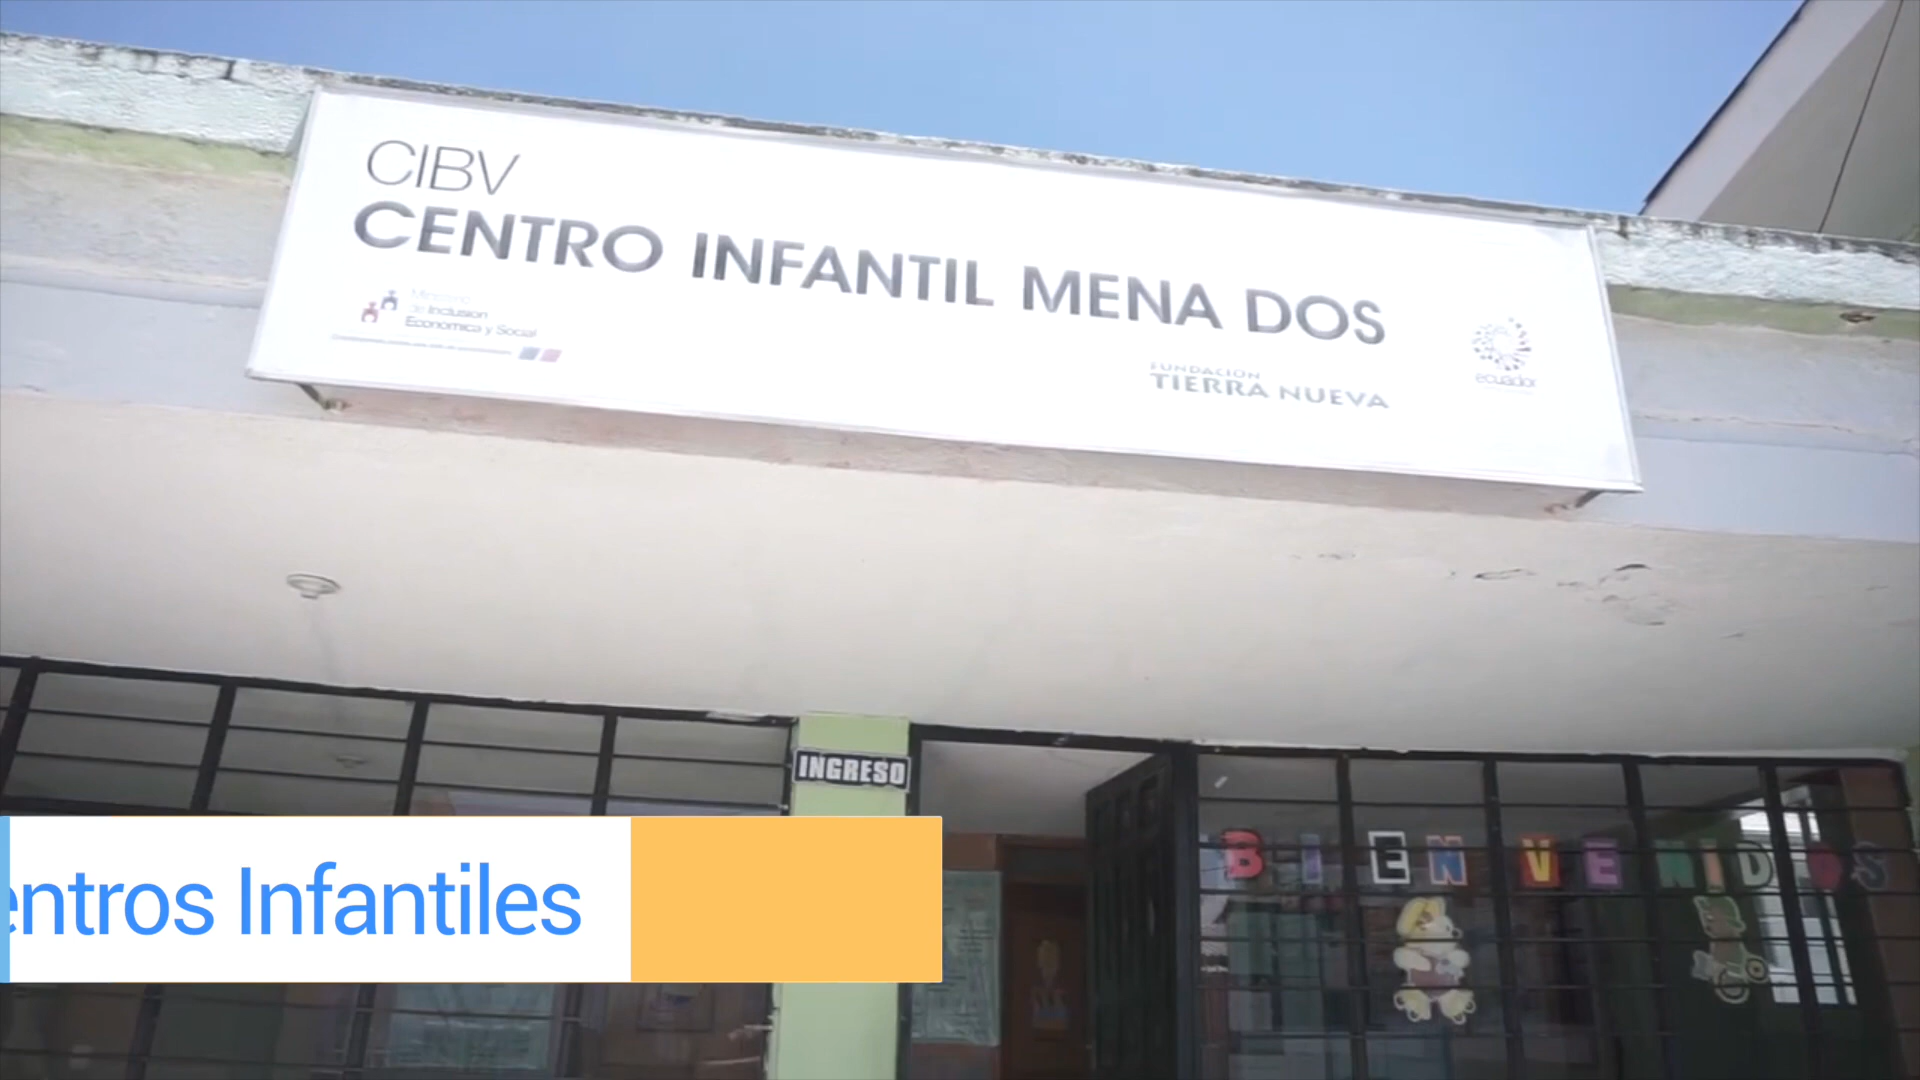 CIBV
CENTRO INFANTIL MENA DOS
Ministerio
de Inclusión
Económica y Social
FUNDACIÓN
TIERRA NUEVA
ecuador
INGRESO
BIENVENIDOS
entros Infantiles